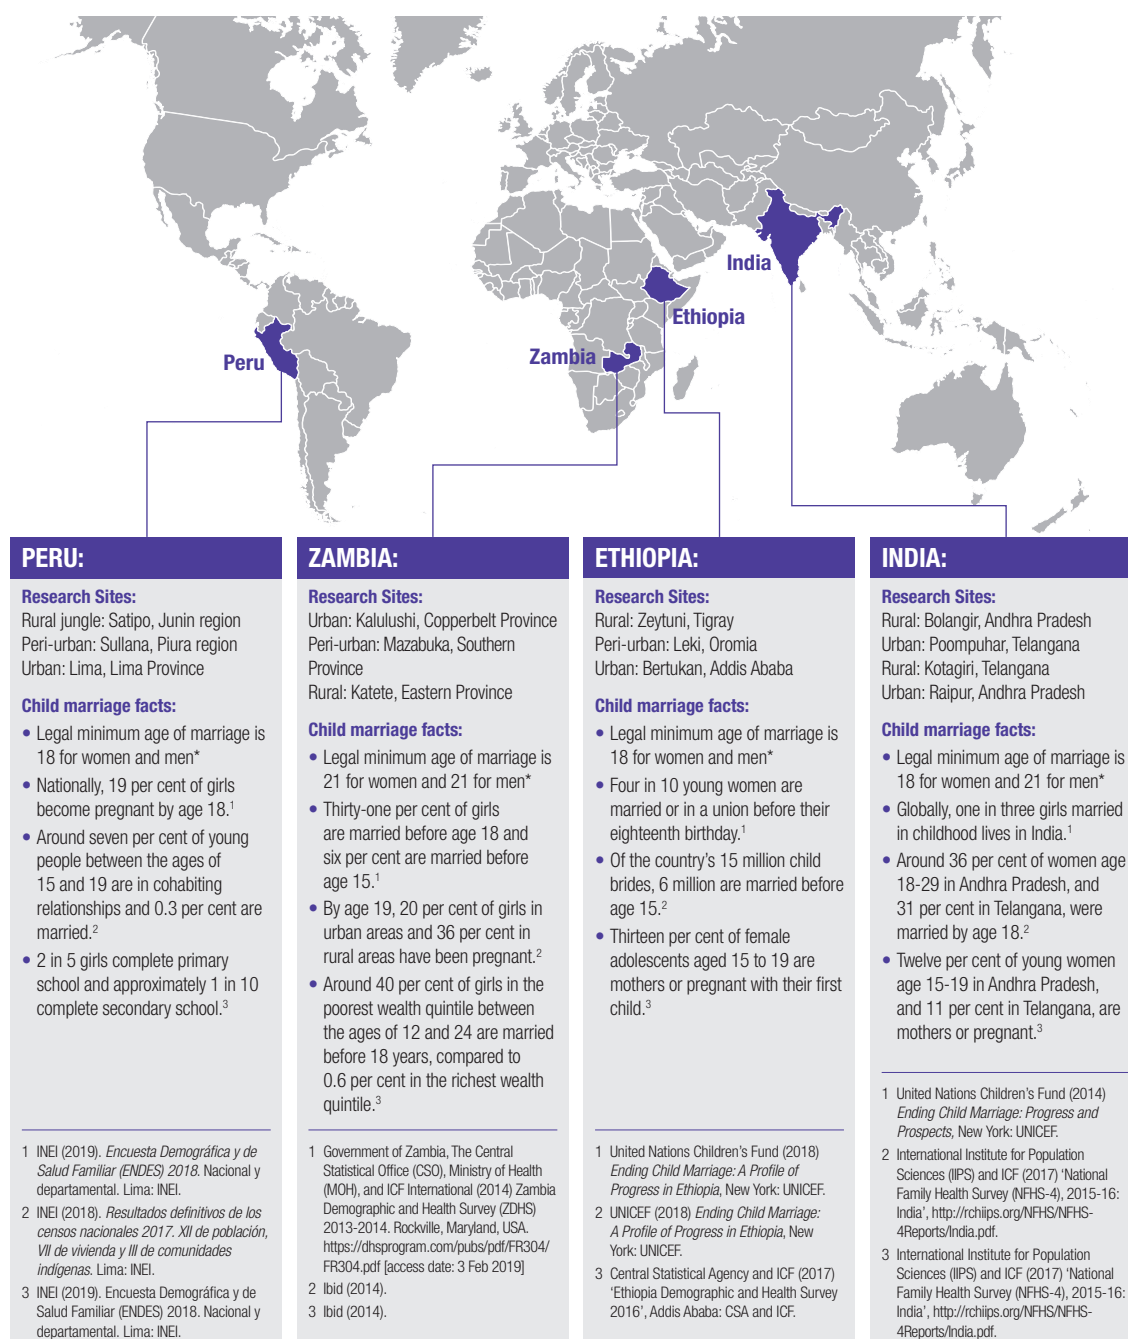 India
Ethiopia
Zambia
Peru
PERU:
Research Sites:
Rural jungle: Satipo, Junin region
Peri-urban: Sullana, Piura region
Urban: Lima, Lima Province
Child marriage facts:
• Legal minimum age of marriage is
18 for women and men*
• Nationally, 19 per cent of girls
become pregnant by age 18.1
• Around seven per cent of young
people between the ages of
15 and 19 are in cohabiting
relationships and 0.3 per cent are
married.2
• 2 in 5 girls complete primary
school and approximately 1 in 10
complete secondary school.3
1 INEI (2019). Encuesta Demográfica y de
Salud Familiar (ENDES) 2018. Nacional y
departamental. Lima: INEI.
2 INEI (2018). Resultados definitivos de los
censos nacionales 2017. XII de población,
VII de vivienda y III de comunidades
indígenas. Lima: INEI.
3 INEI (2019). Encuesta Demográfica y de
Salud Familiar (ENDES) 2018. Nacional y
departamental. Lima: INEI.
ZAMBIA:
Research Sites:
Urban: Kalulushi, Copperbelt Province
Peri-urban: Mazabuka, Southern
Province
Rural: Katete, Eastern Province
Child marriage facts:
• Legal minimum age of marriage is
21 for women and 21 for men*
• Thirty-one per cent of girls
are married before age 18 and
six per cent are married before
age 15.1
• By age 19, 20 per cent of girls in
urban areas and 36 per cent in
rural areas have been pregnant.2
• Around 40 per cent of girls in the
poorest wealth quintile between
the ages of 12 and 24 are married
before 18 years, compared to
0.6 per cent in the richest wealth
quintile.3
1 Government of Zambia, The Central
Statistical Office (CSO), Ministry of Health
(MOH), and ICF International (2014) Zambia
Demographic and Health Survey (ZDHS)
2013-2014. Rockville, Maryland, USA.
https://dhsprogram.com/pubs/pdf/FR304/
FR304.pdf [access date: 3 Feb 2019]
2 Ibid (2014).
3 Ibid (2014).
ETHIOPIA:
Research Sites:
Rural: Zeytuni, Tigray
Peri-urban: Leki, Oromia
Urban: Bertukan, Addis Ababa
Child marriage facts:
• Legal minimum age of marriage is
18 for women and men*
• Four in 10 young women are
married or in a union before their
eighteenth birthday.1
• Of the country's 15 million child
brides, 6 million are married before
age 15.2
• Thirteen per cent of female
adolescents aged 15 to 19 are
mothers or pregnant with their first
child.3
1 United Nations Children's Fund (2018)
Ending Child Marriage: A Profile of
Progress in Ethiopia, New York: UNICEF.
2 UNICEF (2018) Ending Child Marriage:
A Profile of Progress in Ethiopia, New
York: UNICEF.
3 Central Statistical Agency and ICF (2017)
'Ethiopia Demographic and Health Survey
2016', Addis Ababa: CSA and ICF.
INDIA:
Research Sites:
Rural: Bolangir, Andhra Pradesh
Urban: Poompuhar, Telangana
Rural: Kotagiri, Telangana
Urban: Raipur, Andhra Pradesh
Child marriage facts:
• Legal minimum age of marriage is
18 for women and 21 for men*
• Globally, one in three girls married
in childhood lives in India.1
• Around 36 per cent of women age
18-29 in Andhra Pradesh, and
31 per cent in Telangana, were
married by age 18.2
• Twelve per cent of young women
age 15-19 in Andhra Pradesh,
and 11 per cent in Telangana, are
mothers or pregnant.3
1 United Nations Children's Fund (2014)
Ending Child Marriage: Progress and
Prospects, New York: UNICEF.
2 International Institute for Population
Sciences (IIPS) and ICF (2017) 'National
Family Health Survey (NFHS-4), 2015-16:
India', http://rchiips.org/NFHS/NFHS-
4Reports/India.pdf.
3 International Institute for Population
Sciences (IIPS) and ICF (2017) 'National
Family Health Survey (NFHS-4), 2015-16:
India', http://rchiips.org/NFHS/NFHS-
4Reports/India.pdf.